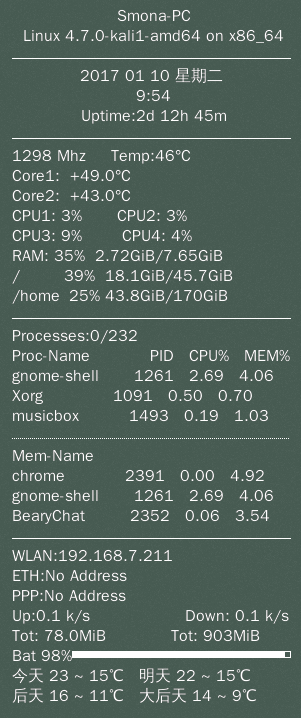 Smona-PC
Linux 4.7.0-kali1-amd64 on x86_64
2017 01 10 星期二
9:54
Uptime:2d 12h 45m
1298 Mhz Temp:46°C
Core1: +49.0°C
Core2: +43.0°C
CPU1: 3% CPU2: 3%
CPU3: 9% CPU4: 4%
RAM: 35% 2.72GiB/7.65GiB
/ 39% 18.1GiB/45.7GiB
/home 25% 43.8GiB/170GiB
Processes:0/232
Proc-Name PID CPU% MEM%
gnome-shell 1261 2.69 4.06
Xorg 1091 0.50 0.70
musicbox 1493 0.19 1.03
Mem-Name
chrome 2391 0.00 4.92
gnome-shell 1261 2.69 4.06
BearyChat 2352 0.06 3.54
WLAN:192.168.7.211
ETH:No Address
PPP:No Address
Up:0.1 k/s Down: 0.1 k/s
Tot: 78.0MiB Tot: 903MiB
Bat 98%
今天 23 ~ 15℃ 明天 22 ~ 15℃
后天 16 ~ 11℃ 大后天 14 ~ 9℃